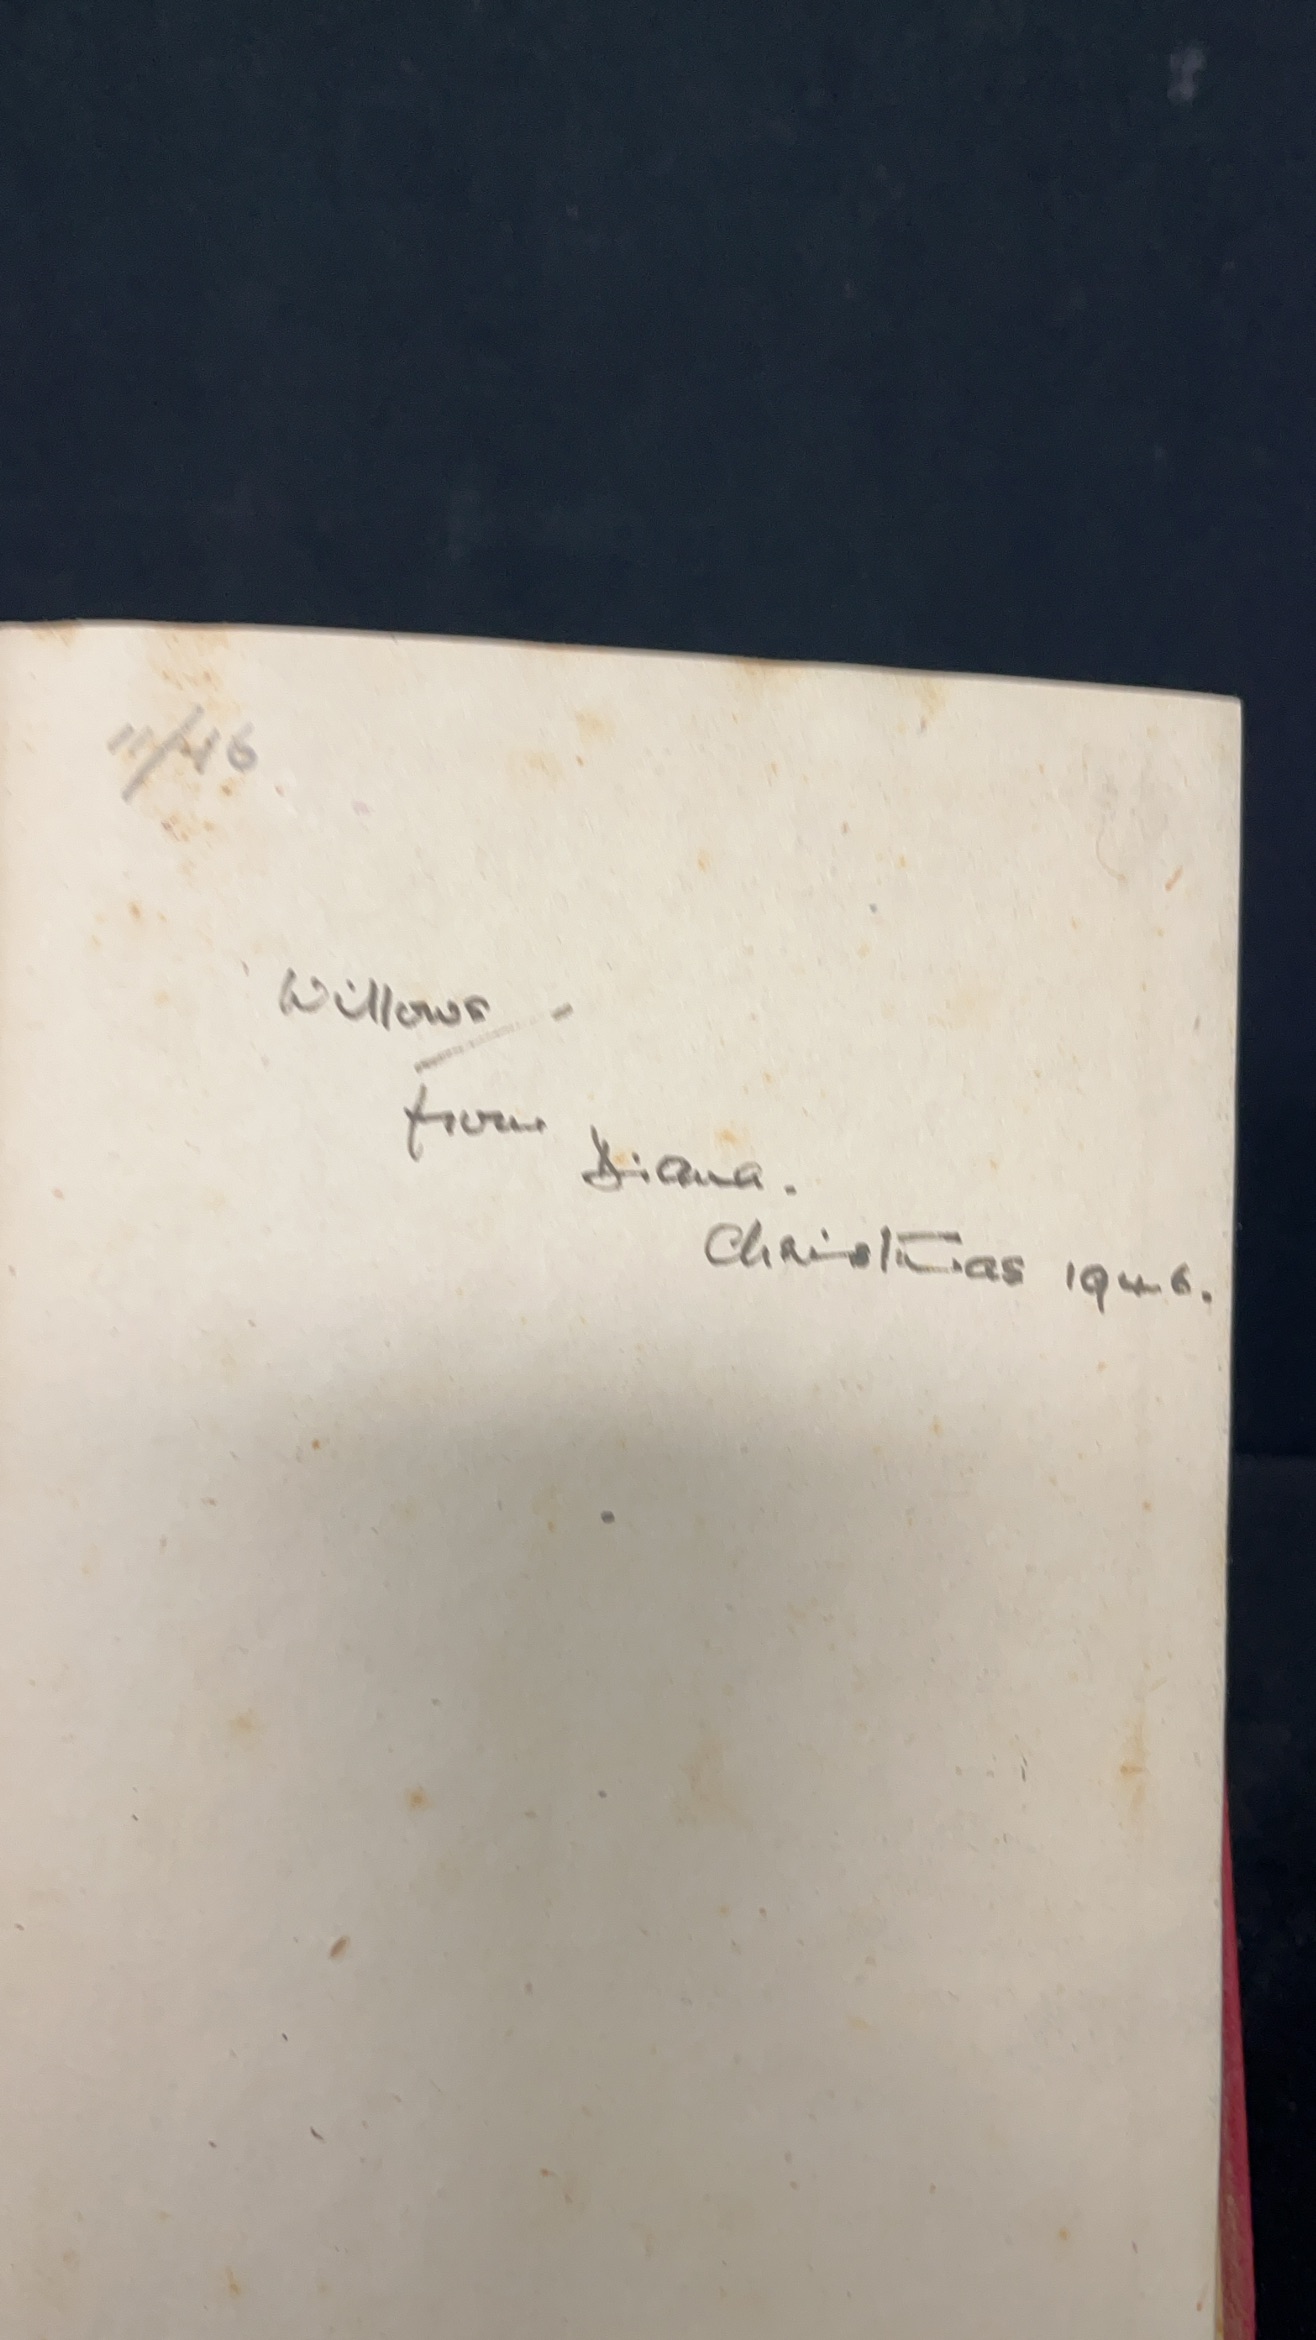 11/46
Willows
from
Diana.
Christmas 1946.